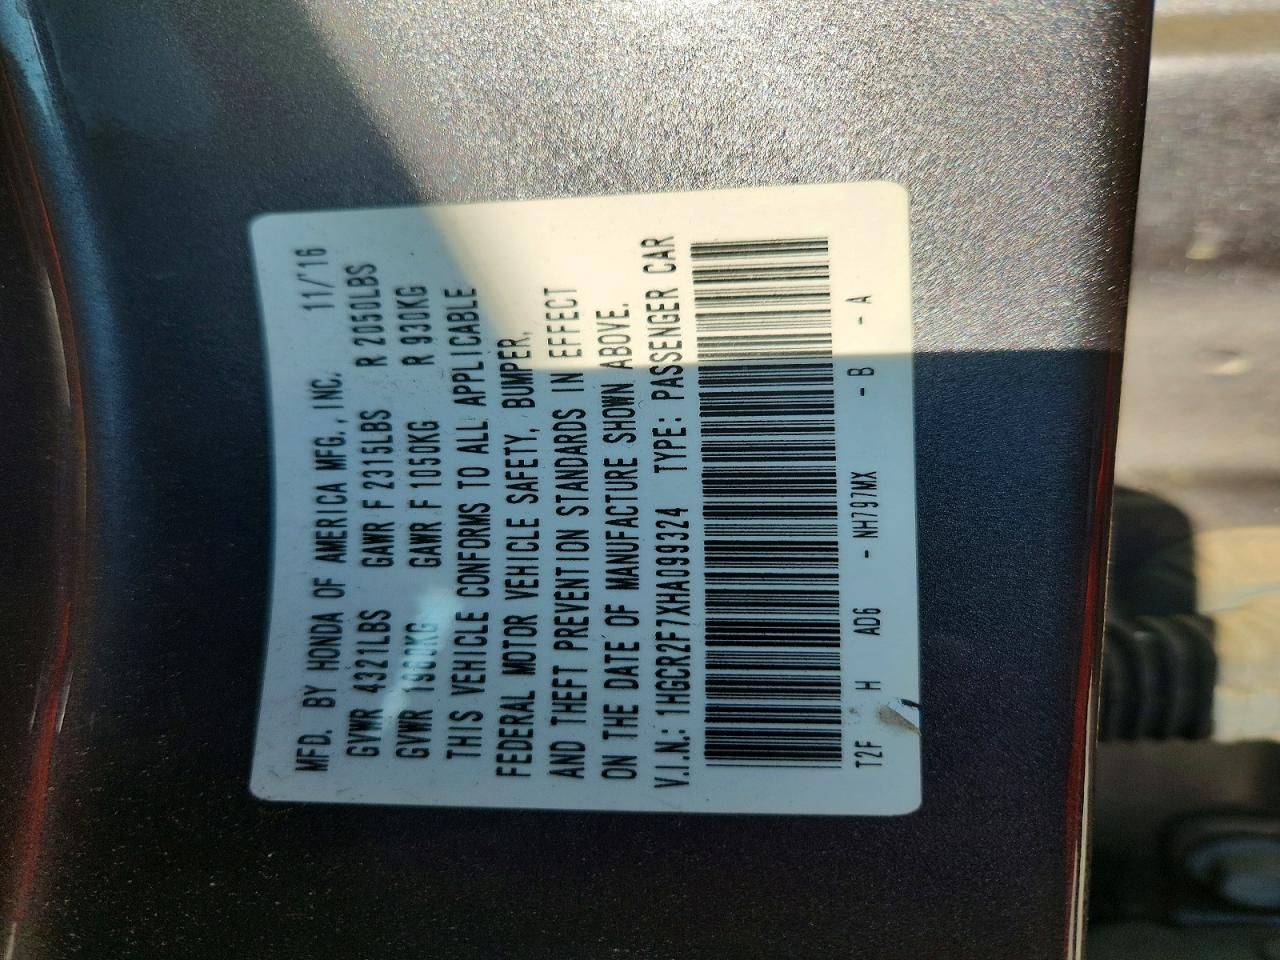 MFD. BY HONDA OF AMERICA MFG., INC. 11/'16
GVWR 4321LBS GAWR F 2315LBS R 2050LBS
GVWR 1960KG GAWR F 1050KG R 930KG
THIS VEHICLE CONFORMS TO ALL APPLICABLE
FEDERAL MOTOR VEHICLE SAFETY, BUMPER,
AND THEFT PREVENTION STANDARDS IN EFFECT
ON THE DATE OF MANUFACTURE SHOWN ABOVE.
V.I.N.: 1HGCR2F7XHA099324 TYPE: PASSENGER CAR
T2F H AD6 - NH797MX - B - A